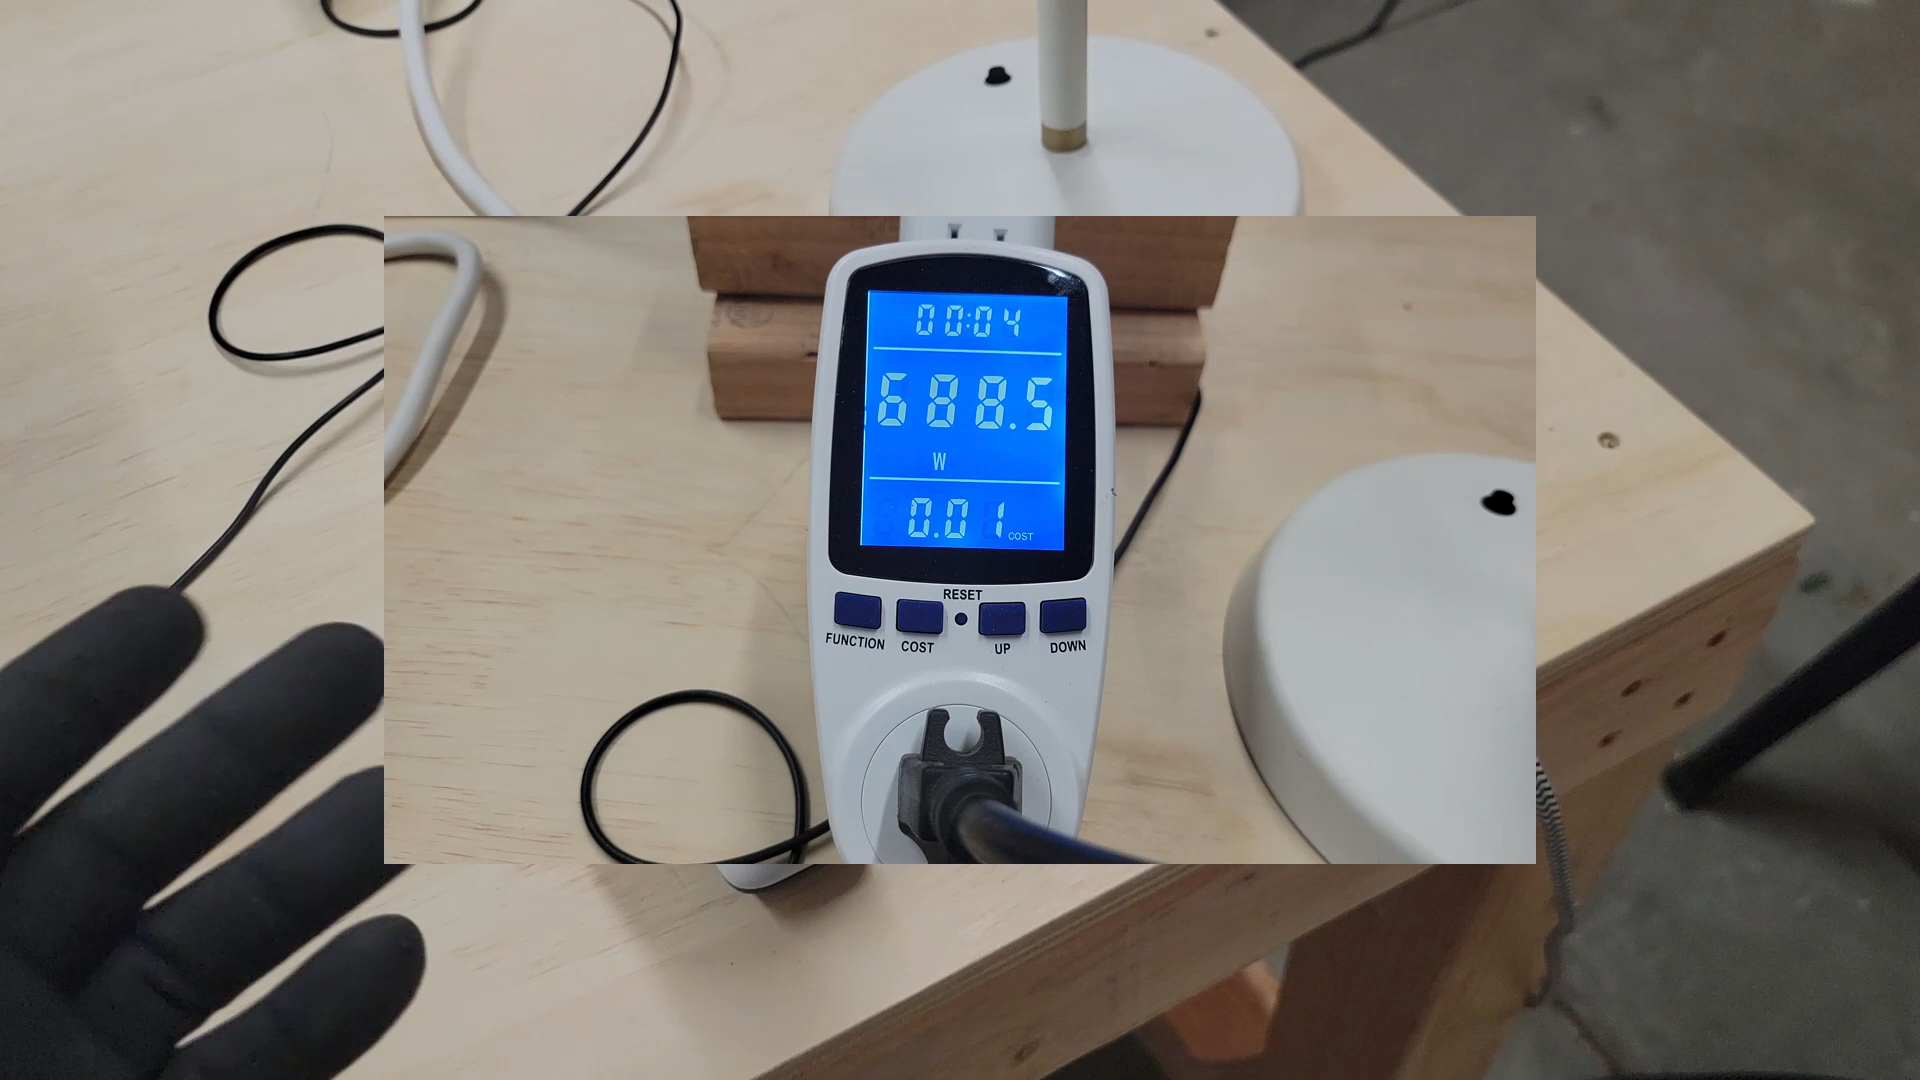 00:04
688.5
W
0.01 COST
RESET
FUNCTION COST UP DOWN